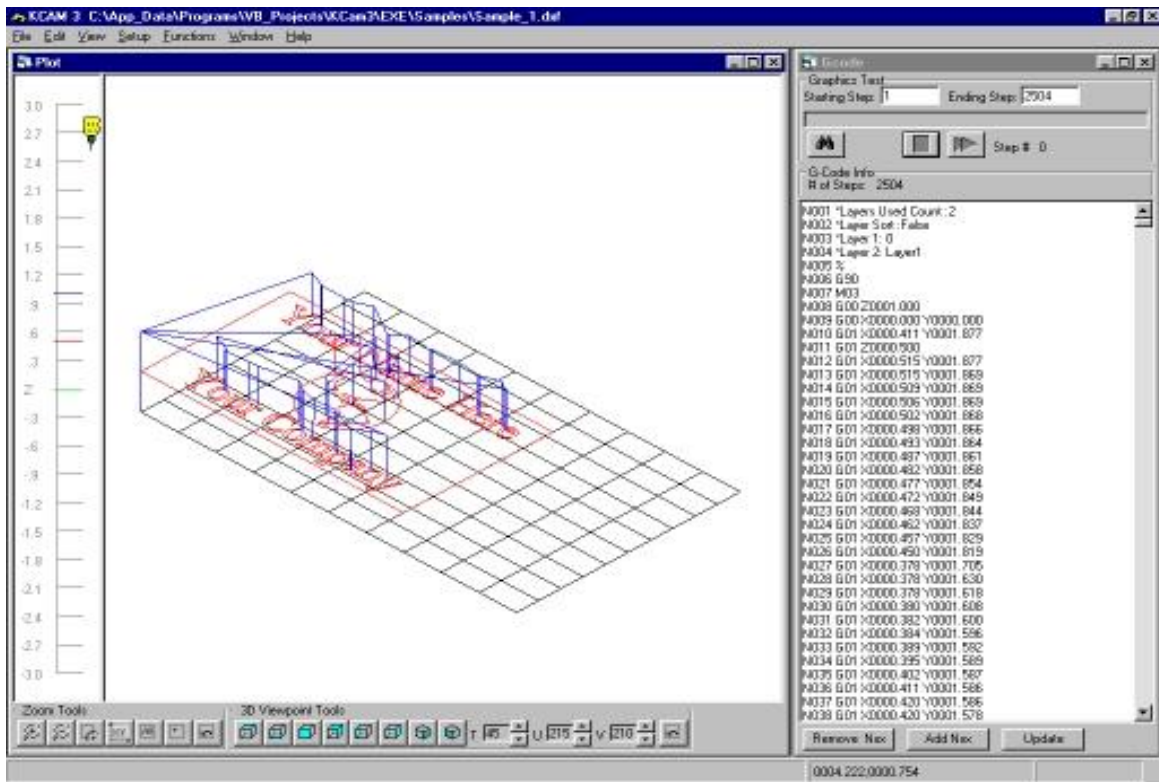 KCAM 3 C:\App_Data\Programs\VB_Projects\KCam3\EXE\Samples\Sample_1.dxf
File Edit View Setup Functions Window Help
Plot
3.0
2.7
2.4
2.1
1.8
1.5
1.2
.9
.6
.3
Z
-.3
-.6
-.9
-1.2
-1.5
-1.8
-2.1
-2.4
-2.7
-3.0
Your
Your Company
Zoom Tools
3D Viewpoint Tools
T 45 U 215 V 210
Gcode
Graphics Test
Starting Step: 1 Ending Step: 2504
Step # 0
G-Code Info
# of Steps: 2504
N001 *Layers Used Count: 2
N002 *Layer Sort :False
N003 *Layer 1: 0
N004 *Layer 2: Layer1
N005 %
N006 G90
N007 M03
N008 G00 Z0001.000
N009 G00 X0000.000 Y0000.000
N010 G01 X0000.411 Y0001.877
N011 G01 Z0000.500
N012 G01 X0000.515 Y0001.877
N013 G01 X0000.515 Y0001.869
N014 G01 X0000.509 Y0001.869
N015 G01 X0000.506 Y0001.869
N016 G01 X0000.502 Y0001.868
N017 G01 X0000.498 Y0001.866
N018 G01 X0000.493 Y0001.864
N019 G01 X0000.487 Y0001.861
N020 G01 X0000.482 Y0001.858
N021 G01 X0000.477 Y0001.854
N022 G01 X0000.472 Y0001.849
N023 G01 X0000.468 Y0001.844
N024 G01 X0000.462 Y0001.837
N025 G01 X0000.457 Y0001.829
N026 G01 X0000.450 Y0001.819
N027 G01 X0000.378 Y0001.705
N028 G01 X0000.378 Y0001.630
N029 G01 X0000.378 Y0001.618
N030 G01 X0000.380 Y0001.608
N031 G01 X0000.382 Y0001.600
N032 G01 X0000.384 Y0001.596
N033 G01 X0000.389 Y0001.592
N034 G01 X0000.395 Y0001.589
N035 G01 X0000.402 Y0001.587
N036 G01 X0000.411 Y0001.586
N037 G01 X0000.420 Y0001.586
N038 G01 X0000.420 Y0001.578
Remove Nxx Add Nxx Update
0004.222,0000.754